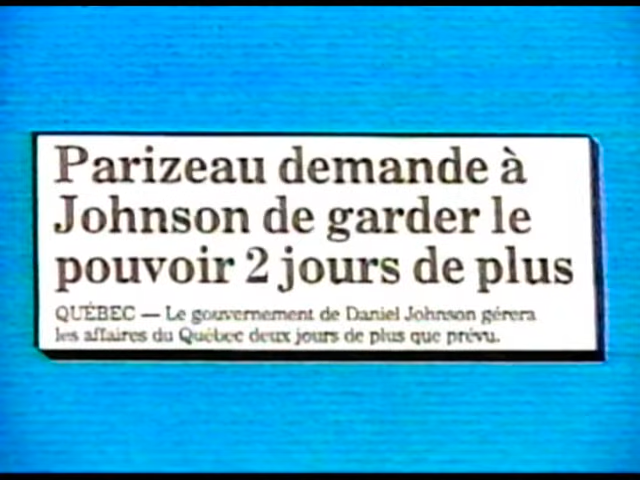 Parizeau demande à
Johnson de garder le
pouvoir 2 jours de plus
QUÉBEC — Le gouvernement de Daniel Johnson gérera
les affaires du Québec deux jours de plus que prévu.